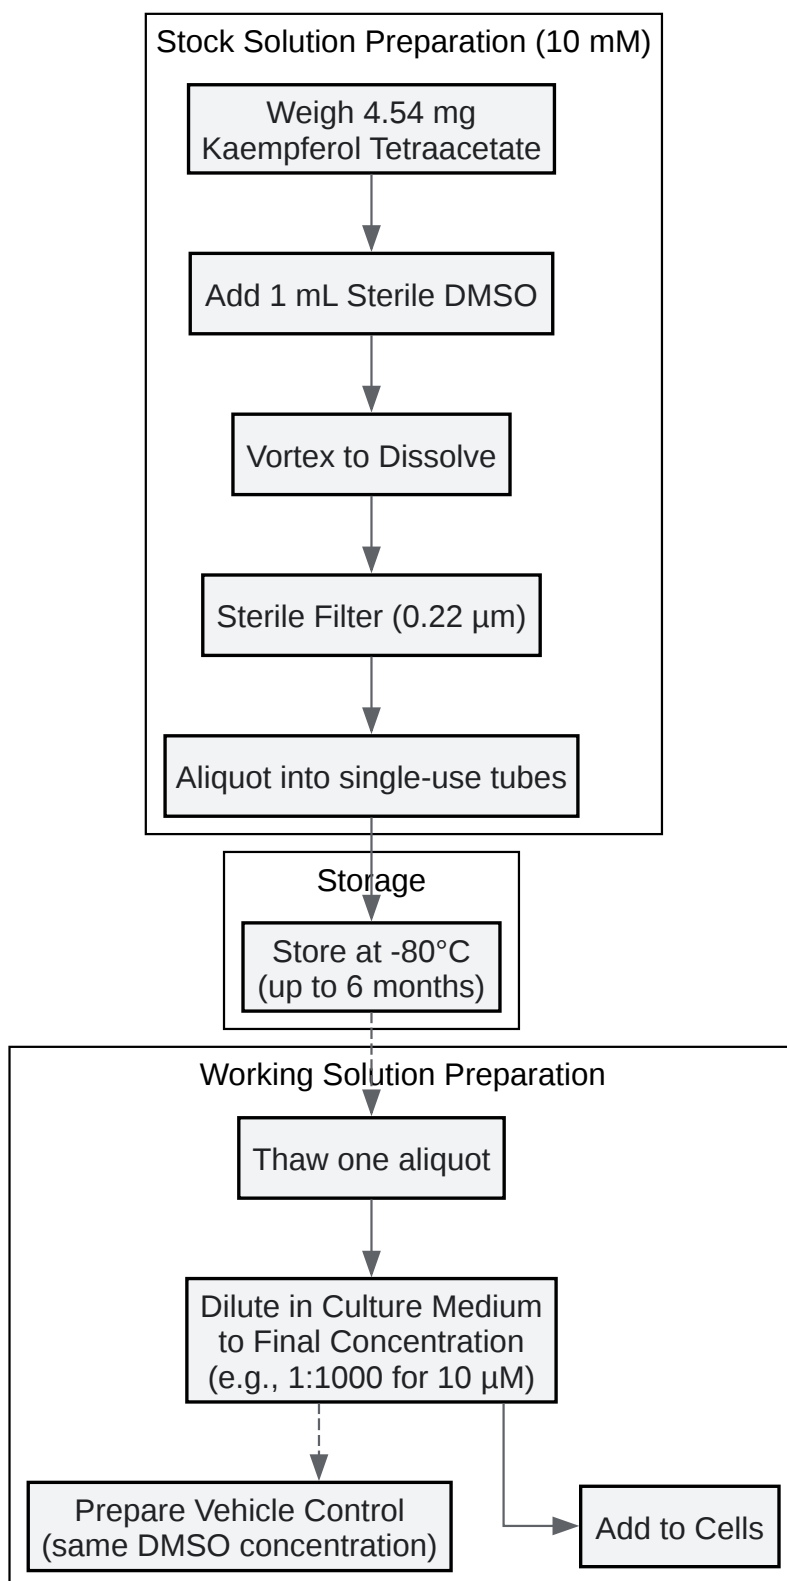 Stock Solution Preparation (10 mM)
Weigh 4.54 mg
Kaempferol Tetraacetate
Add 1 mL Sterile DMSO
Vortex to Dissolve
Sterile Filter (0.22 µm)
Aliquot into single-use tubes
Storage
Store at -80°C
(up to 6 months)
Working Solution Preparation
Thaw one aliquot
Dilute in Culture Medium
to Final Concentration
(e.g., 1:1000 for 10 µM)
Prepare Vehicle Control
(same DMSO concentration)
Add to Cells